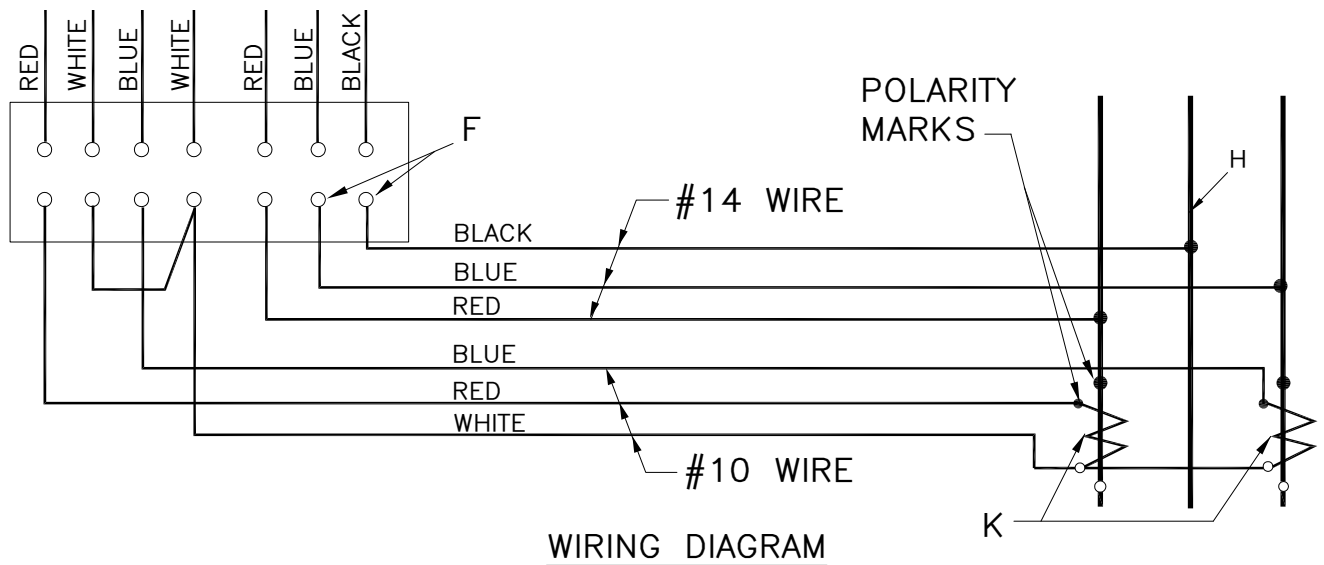 RED
WHITE
BLUE
WHITE
RED
BLUE
BLACK
POLARITY
MARKS
F
H
#14 WIRE
BLACK
BLUE
RED
BLUE
RED
WHITE
#10 WIRE
K
WIRING DIAGRAM